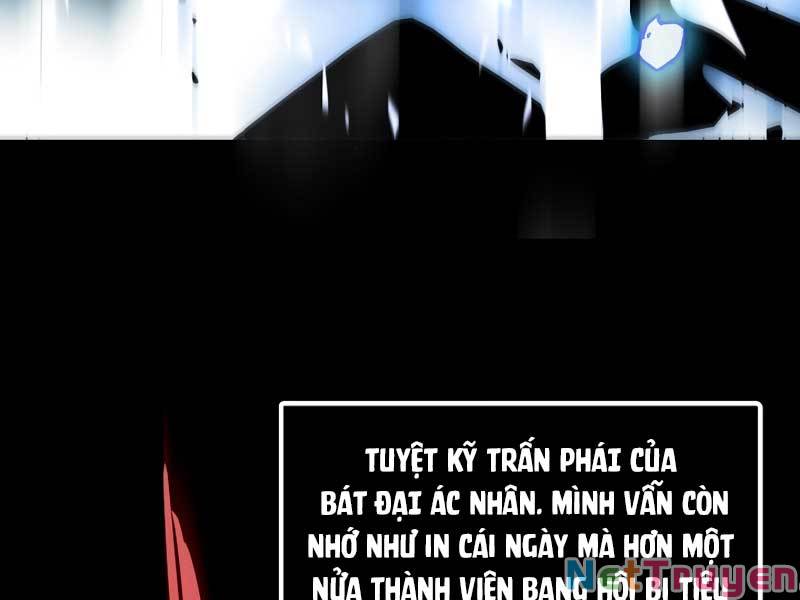 TUYỆT KỸ TRẤN PHÁI CỦA
BÁT ĐẠI ÁC NHÂN. MÌNH VẪN CÒN
NHỚ NHƯ IN CÁI NGÀY MÀ HƠN MỘT
NỬA THÀNH VIÊN BANG HỘI BỊ TIÊU
NetTruyen